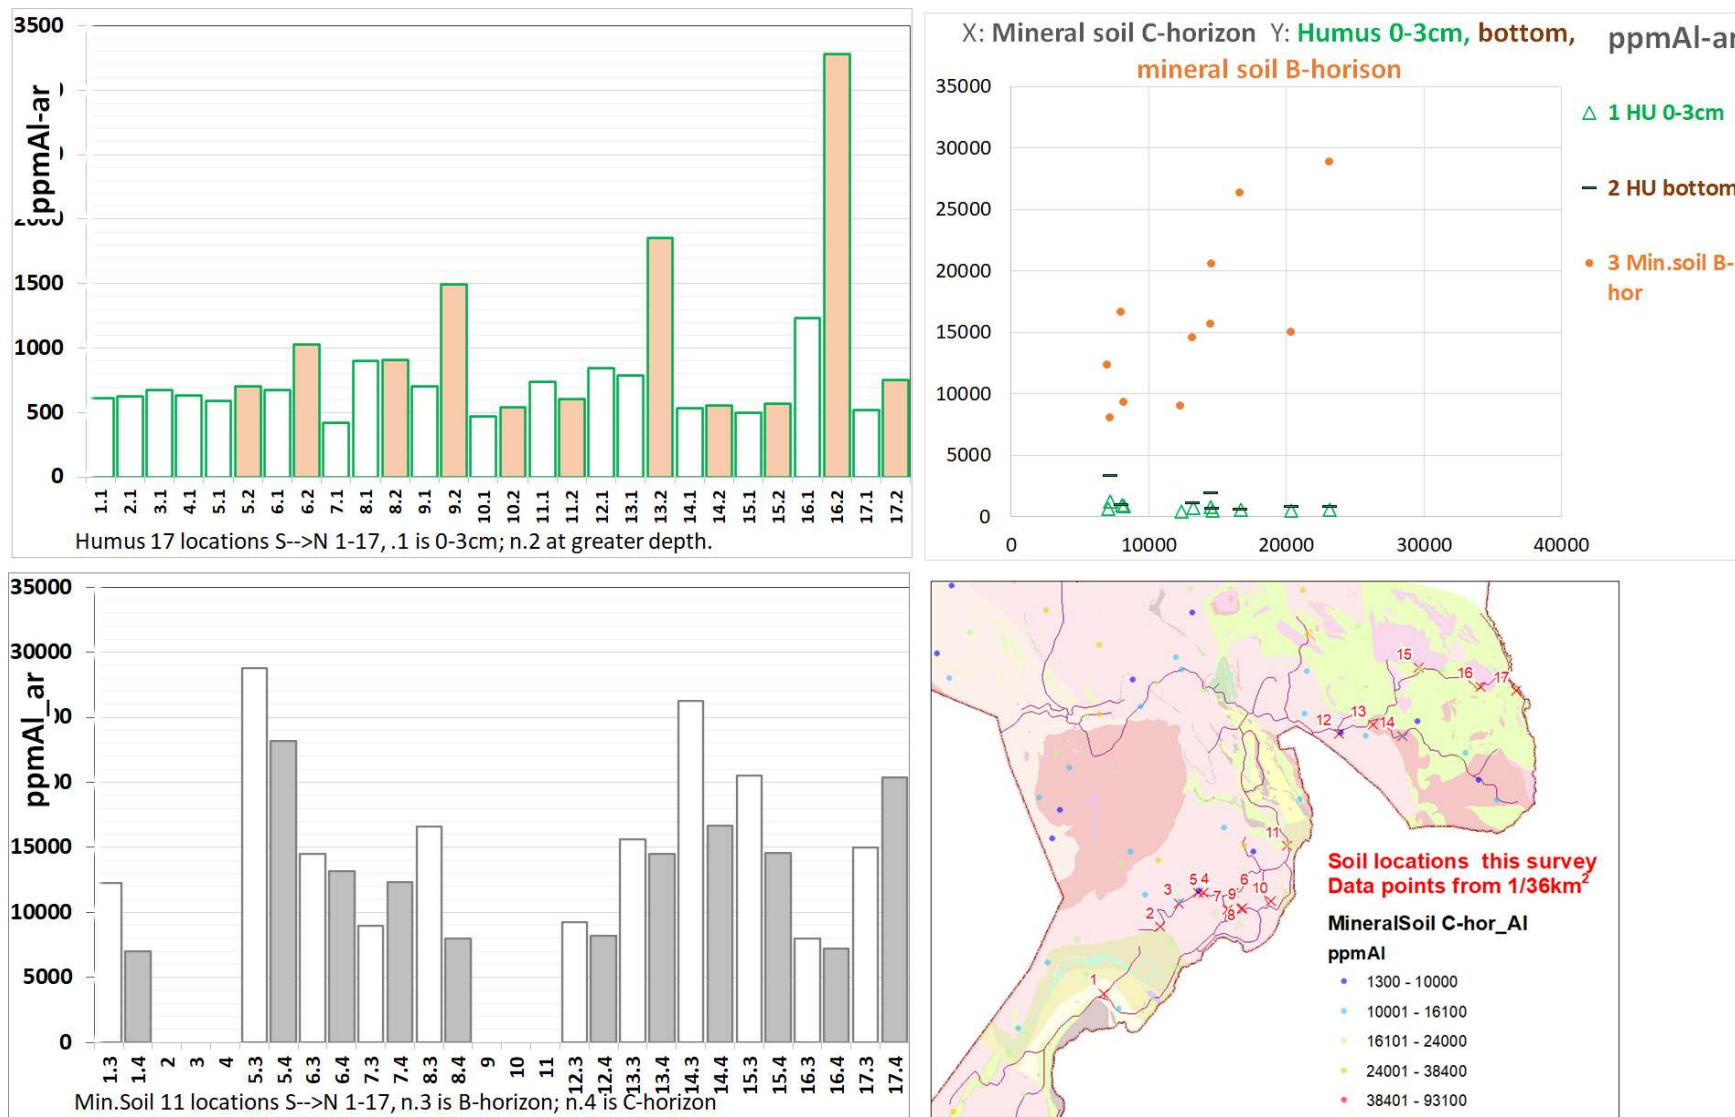 3500
ppmAl-ar
1500
1000
500
0
1.1 2.1 3.1 4.1 5.1 5.2 6.1 6.2 7.1 8.1 8.2 9.1 9.2 10.1 10.2 11.1 11.2 12.1 13.1 13.2 14.1 14.2 15.1 15.2 16.1 16.2 17.1 17.2
Humus 17 locations S-->N 1-17, .1 is 0-3cm; n.2 at greater depth.
X: Mineral soil C-horizon Y: Humus 0-3cm, bottom,
mineral soil B-horison
ppmAl-ar
35000
30000
25000
20000
15000
10000
5000
0
0 10000 20000 30000 40000
1 HU 0-3cm
2 HU bottom
3 Min.soil B-
hor
35000
30000
ppmAl_ar
15000
10000
5000
0
1.3 1.4 2 3 4 5.3 5.4 6.3 6.4 7.3 7.4 8.3 8.4 9 10 11 12.3 12.4 13.3 13.4 14.3 14.4 15.3 15.4 16.3 16.4 17.3 17.4
Min.Soil 11 locations S-->N 1-17, n.3 is B-horizon; n.4 is C-horizon
15
16
17
13
12
14
11
5 4
6
3
7
9
10
2
8
1
Soil locations this survey
Data points from 1/36km²
MineralSoil C-hor_Al
ppmAl
1300 - 10000
10001 - 16100
16101 - 24000
24001 - 38400
38401 - 93100